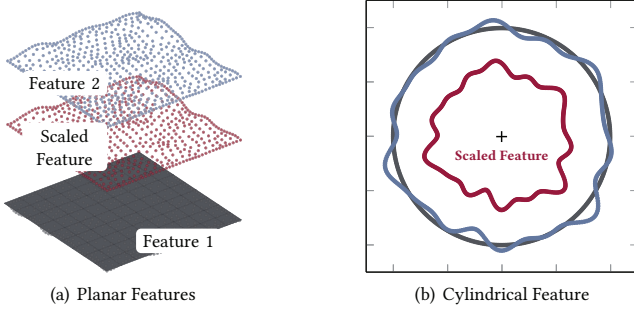 Feature 2
Scaled
Feature
Feature 1
Scaled Feature
(a) Planar Features
(b) Cylindrical Feature